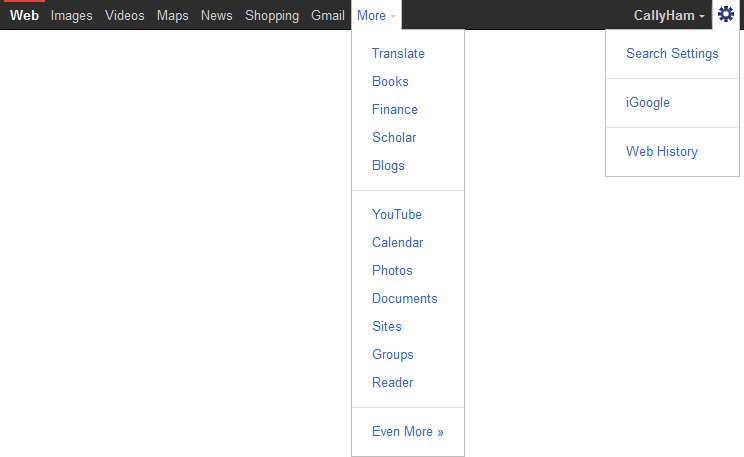 Web Images Videos Maps News Shopping Gmail More CallyHam
Translate
Books
Finance
Scholar
Blogs
YouTube
Calendar
Photos
Documents
Sites
Groups
Reader
Even More »
Search Settings
iGoogle
Web History